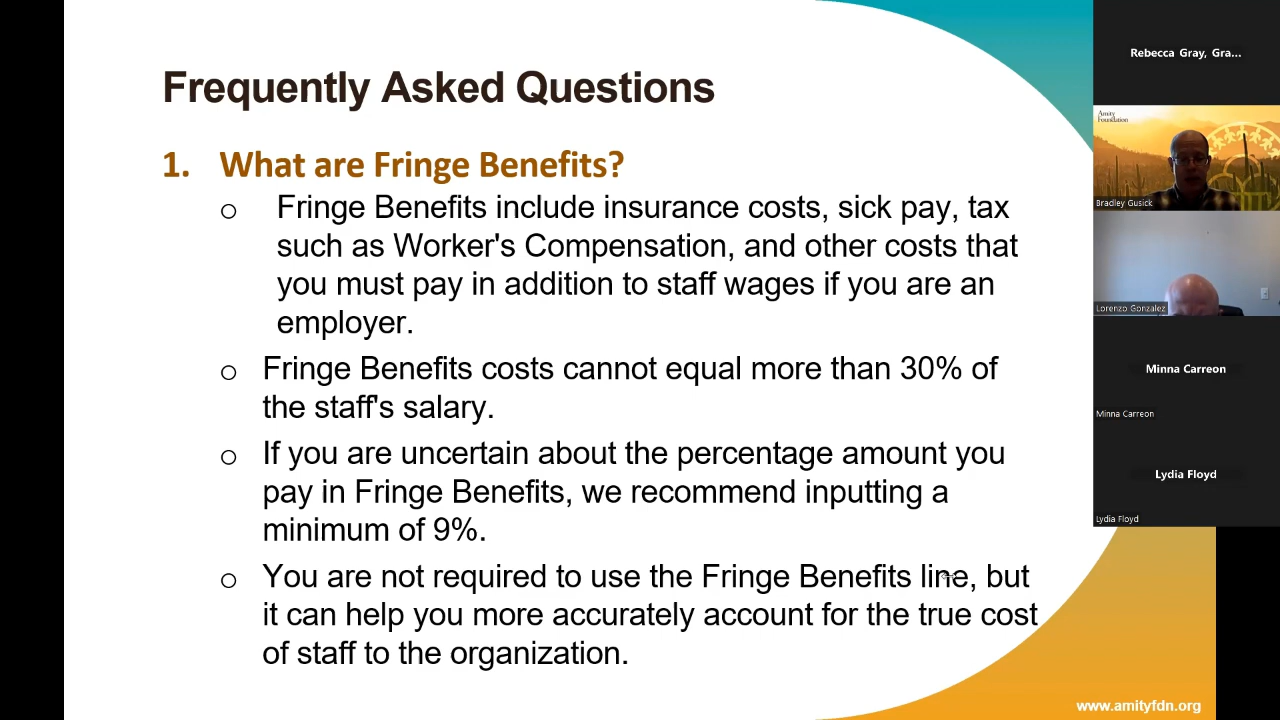 Frequently Asked Questions
1. What are Fringe Benefits?
o Fringe Benefits include insurance costs, sick pay, tax
such as Worker's Compensation, and other costs that
you must pay in addition to staff wages if you are an
employer.
o Fringe Benefits costs cannot equal more than 30% of
the staff's salary.
o If you are uncertain about the percentage amount you
pay in Fringe Benefits, we recommend inputting a
minimum of 9%.
o You are not required to use the Fringe Benefits line, but
it can help you more accurately account for the true cost
of staff to the organization.
www.amityfdn.org
Rebecca Gray, Gra...
Amity
Foundation
Bradley Gusick
Lorenzo Gonzalez
Minna Carreon
Minna Carreon
Lydia Floyd
Lydia Floyd